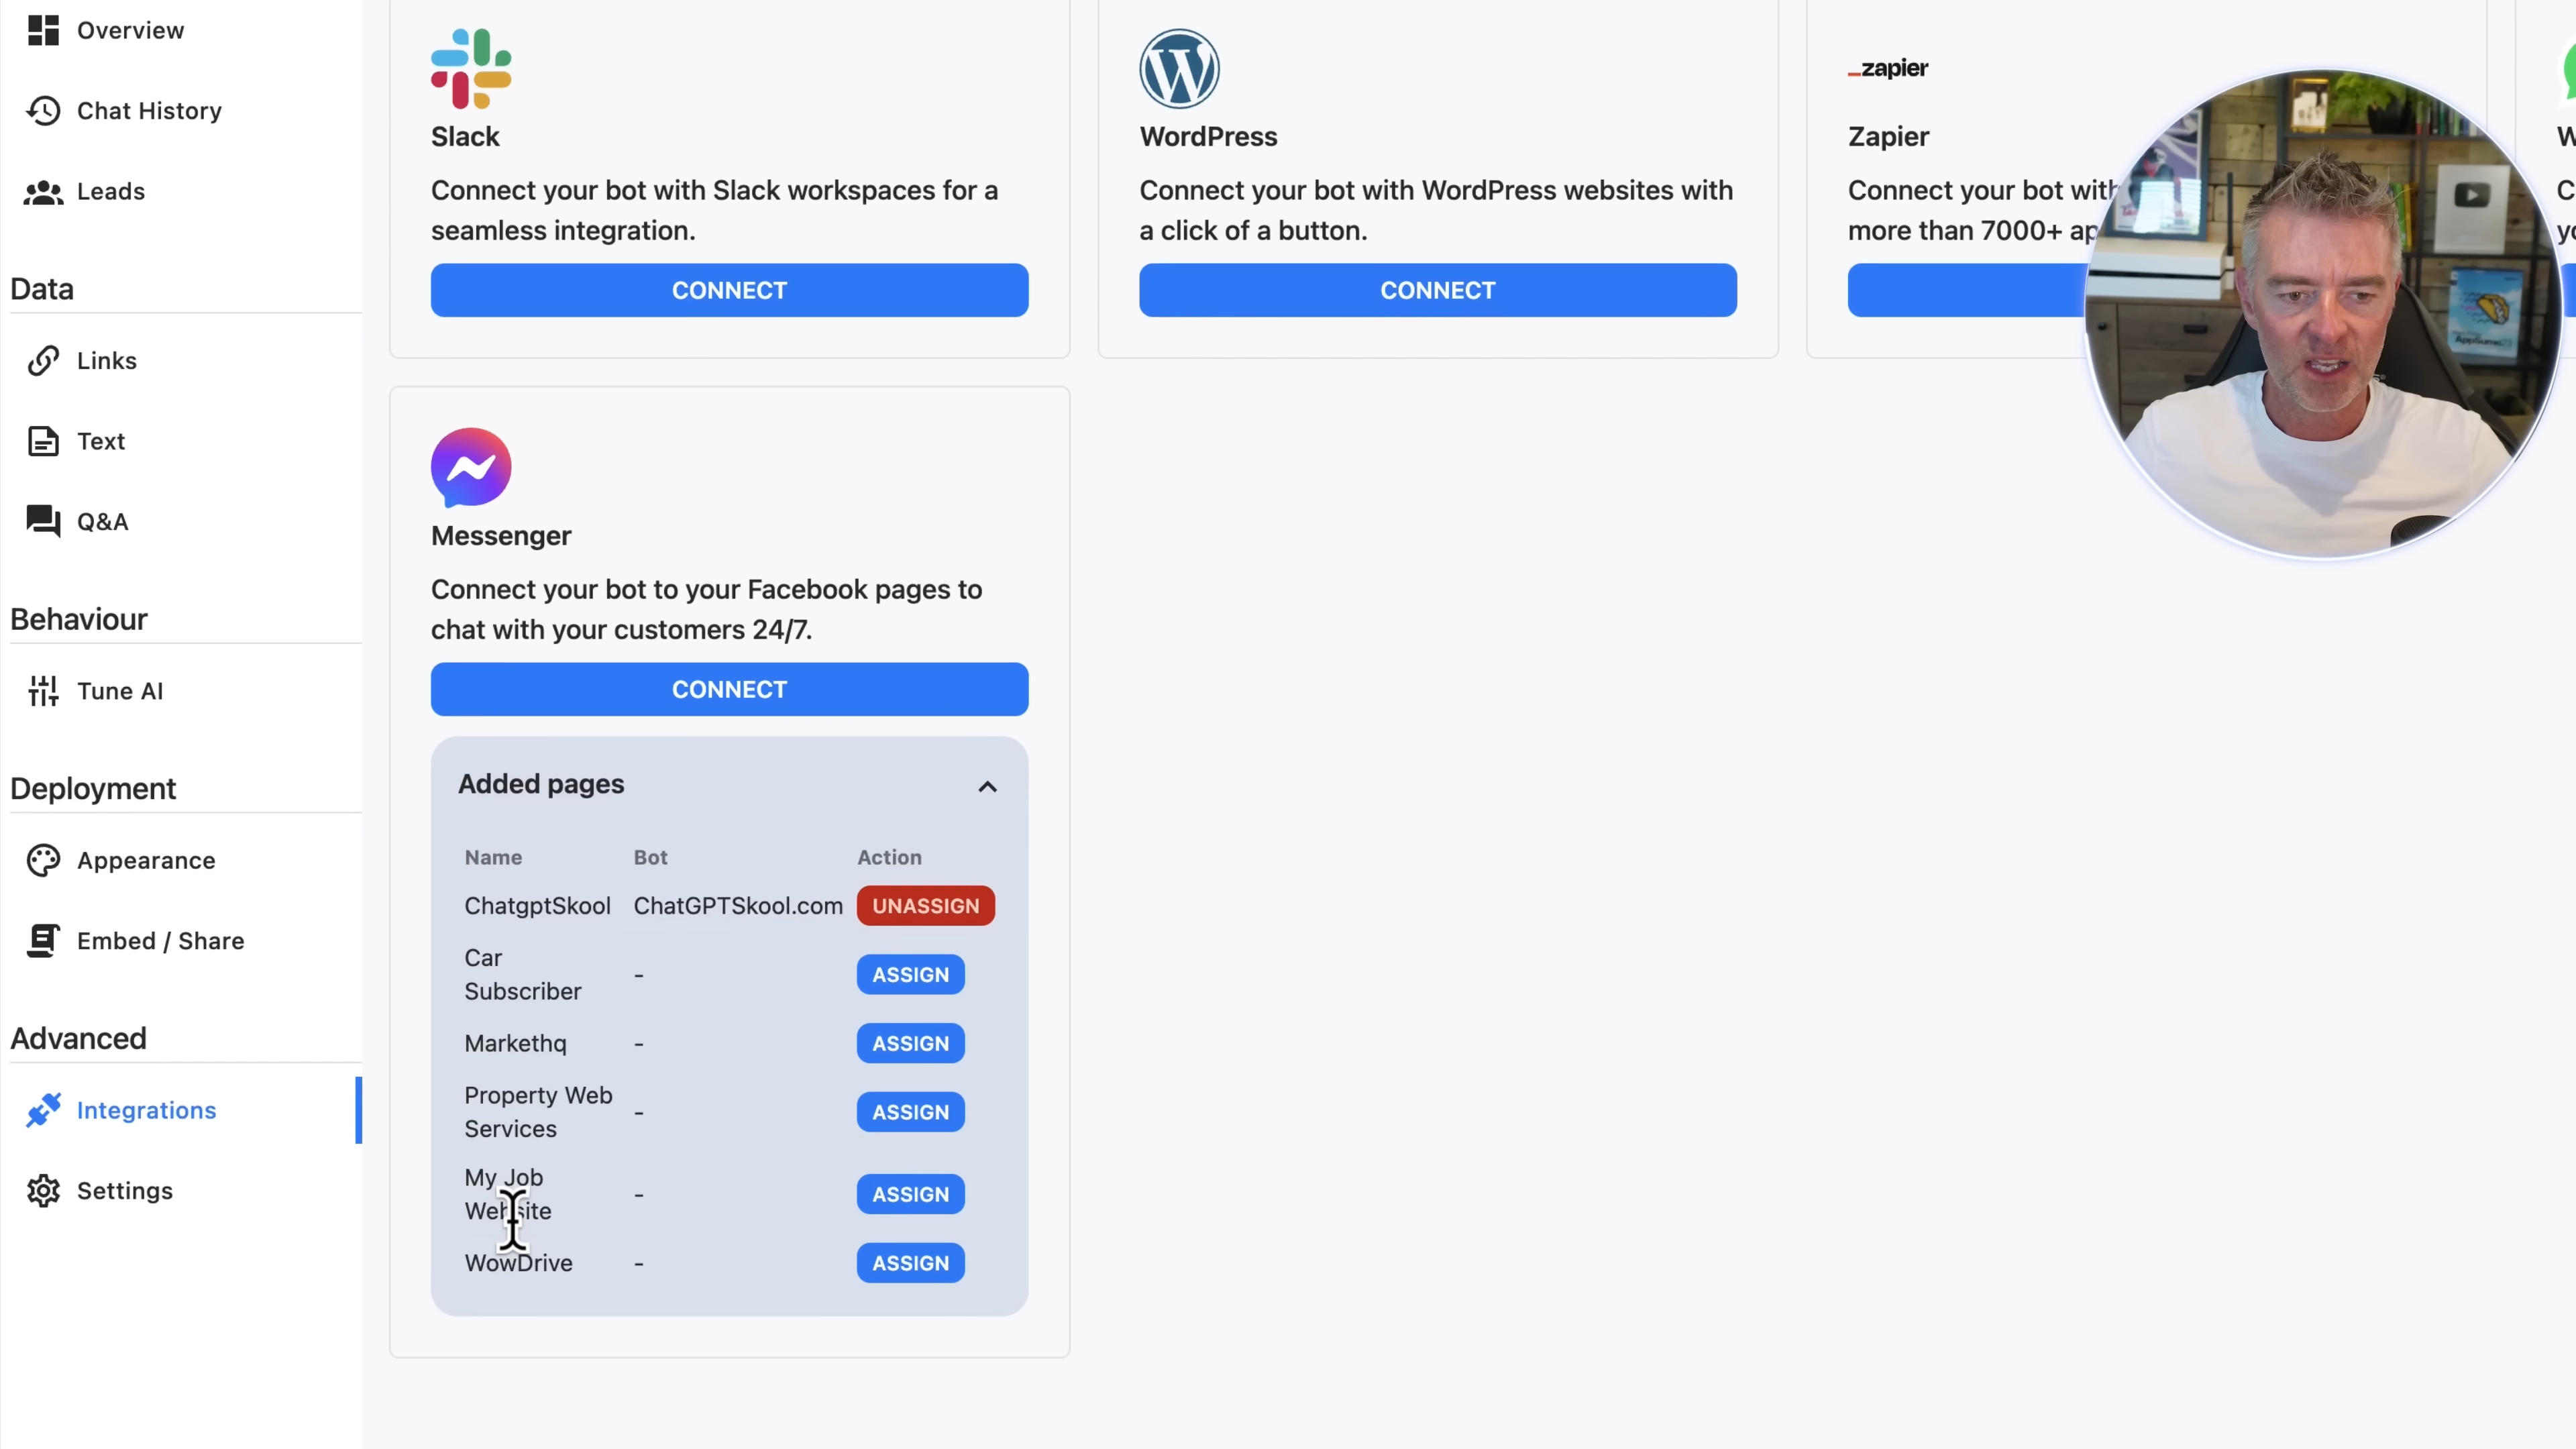 Overview
Chat History
Leads
Data
Links
Text
Q&A
Behaviour
Tune AI
Deployment
Appearance
Embed / Share
Advanced
Integrations
Settings
Slack
Connect your bot with Slack workspaces for a
seamless integration.
CONNECT
WordPress
Connect your bot with WordPress websites with
a click of a button.
CONNECT
_zapier
Zapier
Connect your bot with
more than 7000+ ap
Messenger
Connect your bot to your Facebook pages to
chat with your customers 24/7.
CONNECT
Added pages
Name Bot Action
ChatgptSkool ChatGPTSkool.com UNASSIGN
Car
Subscriber - ASSIGN
Markethq - ASSIGN
Property Web
Services - ASSIGN
My Job
Website - ASSIGN
WowDrive - ASSIGN